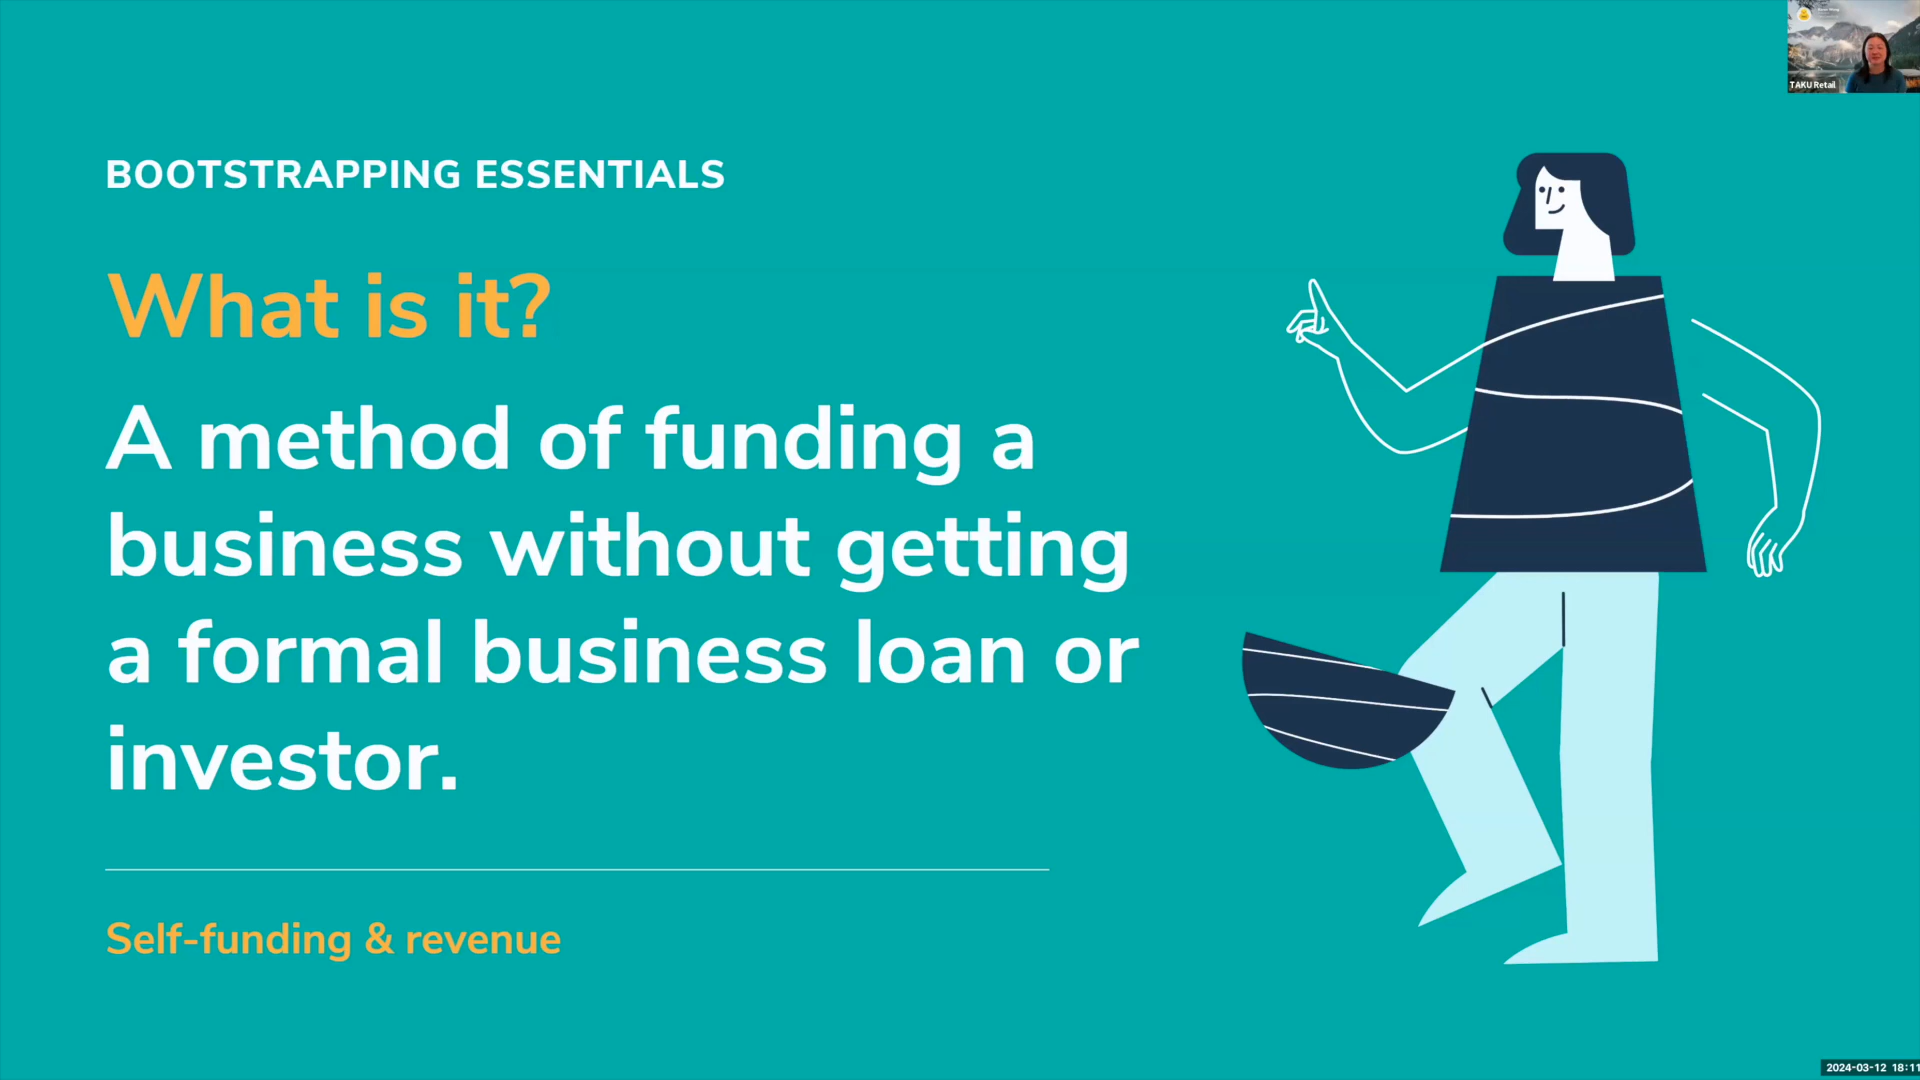 TAKU Retail
BOOTSTRAPPING ESSENTIALS
What is it?
A method of funding a
business without getting
a formal business loan or
investor.
Self-funding & revenue
2024-03-12 18:11